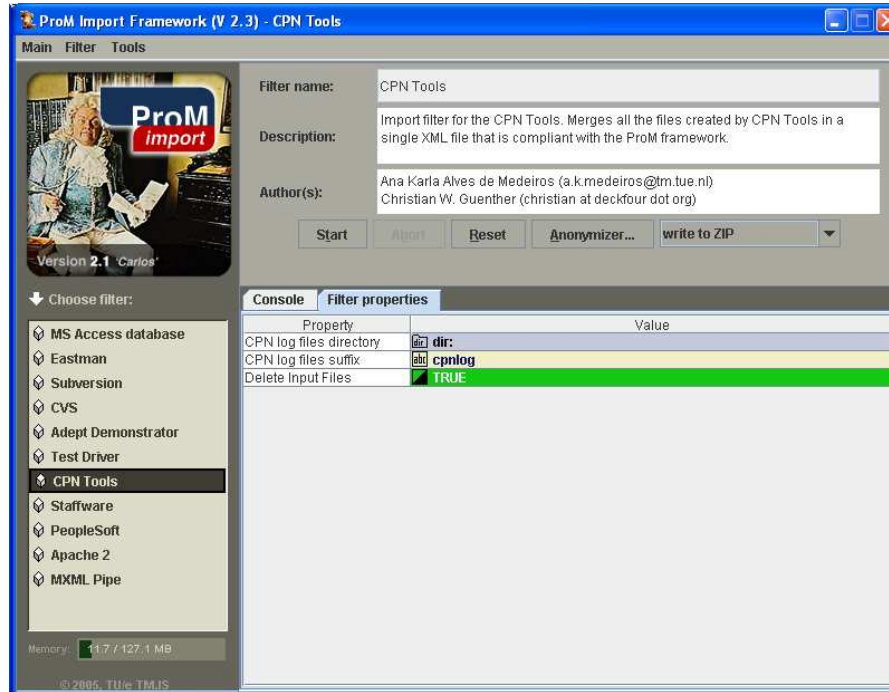 ProM Import Framework (V 2.3) - CPN Tools
Main Filter Tools
ProM
import
Version 2.1 'Carlos'
Filter name:
CPN Tools
Description:
Import filter for the CPN Tools. Merges all the files created by CPN Tools in a
single XML file that is compliant with the ProM framework.
Author(s):
Ana Karla Alves de Medeiros (a.k.medeiros@tm.tue.nl)
Christian W. Guenther (christian at deckfour dot org)
Start Abort Reset Anonymizer... write to ZIP
Choose filter:
MS Access database
Eastman
Subversion
CVS
Adept Demonstrator
Test Driver
CPN Tools
Staffware
PeopleSoft
Apache 2
MXML Pipe
Memory: 11.7 / 127.1 MB
© 2005, TU/e TM.IS
Console Filter properties
Property Value
CPN log files directory dir dir:
CPN log files suffix abc cpnlog
Delete Input Files TRUE